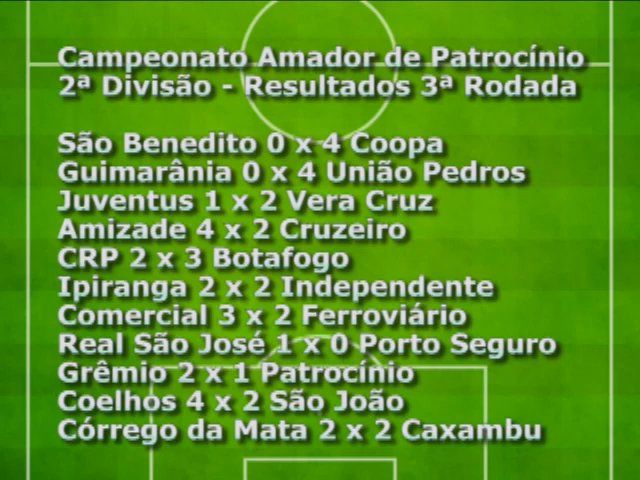 Campeonato Amador de Patrocínio
2ª Divisão - Resultados 3ª Rodada
São Benedito 0 x 4 Coopa
Guimarânia 0 x 4 União Pedros
Juventus 1 x 2 Vera Cruz
Amizade 4 x 2 Cruzeiro
CRP 2 x 3 Botafogo
Ipiranga 2 x 2 Independente
Comercial 3 x 2 Ferroviário
Real São José 1 x 0 Porto Seguro
Grêmio 2 x 1 Patrocínio
Coelhos 4 x 2 São João
Córrego da Mata 2 x 2 Caxambu